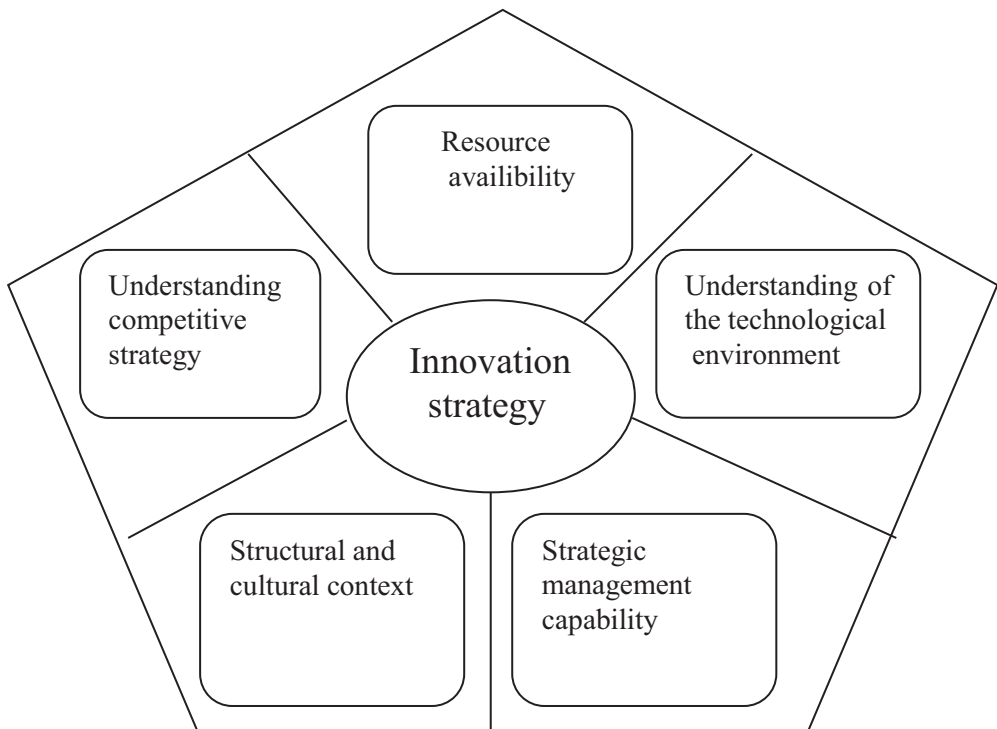 Resource
availibility
Understanding
competitive
strategy
Understanding of
the technological
environment
Innovation
strategy
Structural and
cultural context
Strategic
management
capability